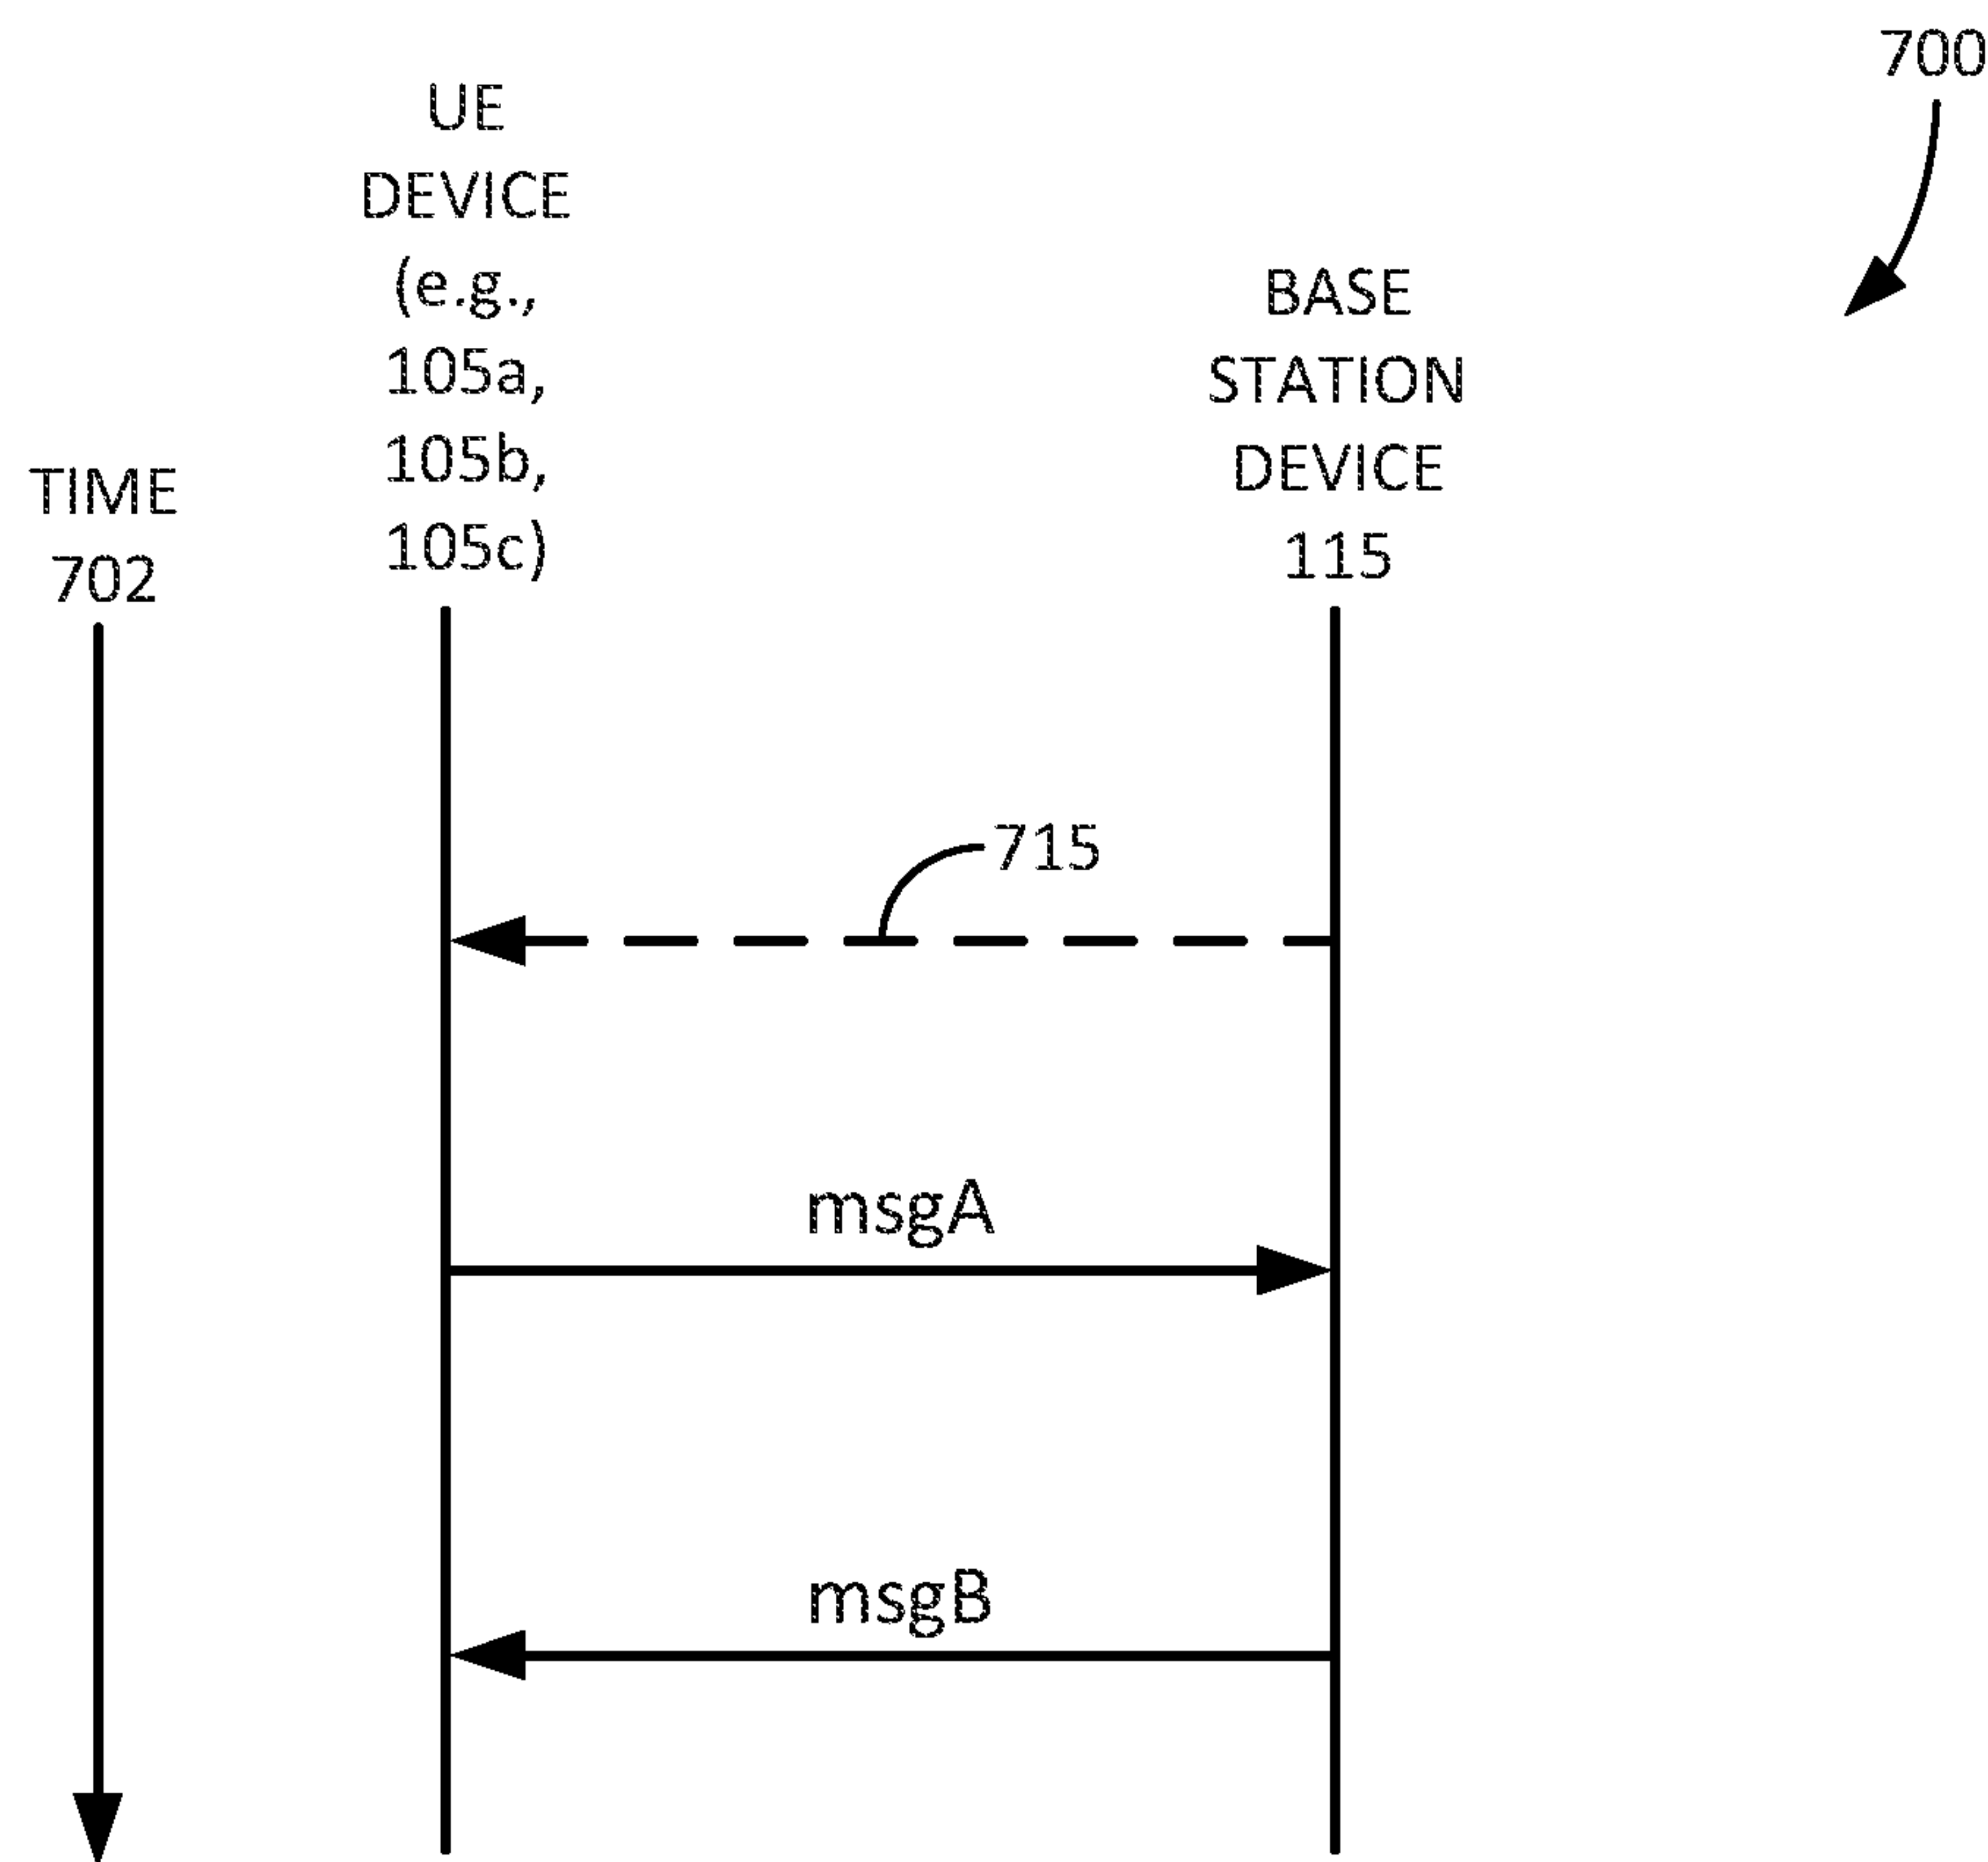 700
UE
DEVICE
(e.g.,
105a,
105b,
105c)
BASE
STATION
DEVICE
115
TIME
702
715
msgA
msgB